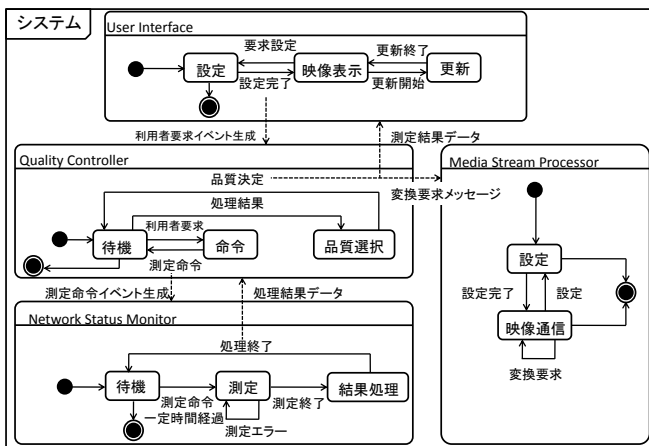 システム
User Interface
要求設定
更新終了
設定
映像表示
更新
設定完了
更新開始
利用者要求イベント生成
測定結果データ
Quality Controller
Media Stream Processor
品質決定
変換要求メッセージ
処理結果
利用者要求
待機
命令
品質選択
測定命令
設定
測定命令イベント生成
処理結果データ
設定完了
設定
Network Status Monitor
映像通信
処理終了
変換要求
待機
測定
結果処理
測定命令
測定終了
一定時間経過
測定エラー